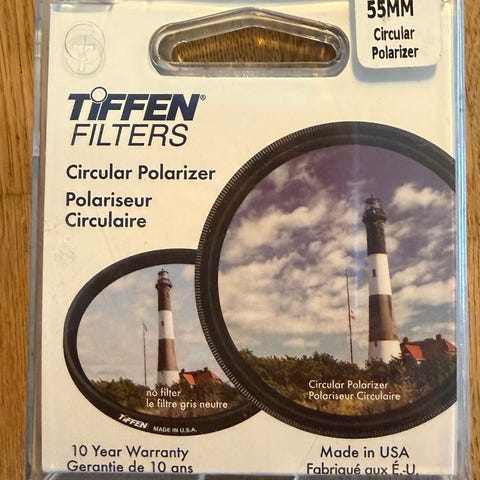 55MM
Circular
Polarizer
TiFFEN®
FILTERS
Circular Polarizer
Polariseur
Circulaire
no filter
le filtre gris neutre
TiFFEN MADE IN U.S.A.
Circular Polarizer
Polariseur Circulaire
10 Year Warranty
Gerantie de 10 ans
Made in USA
Fabriqué aux É.-U.